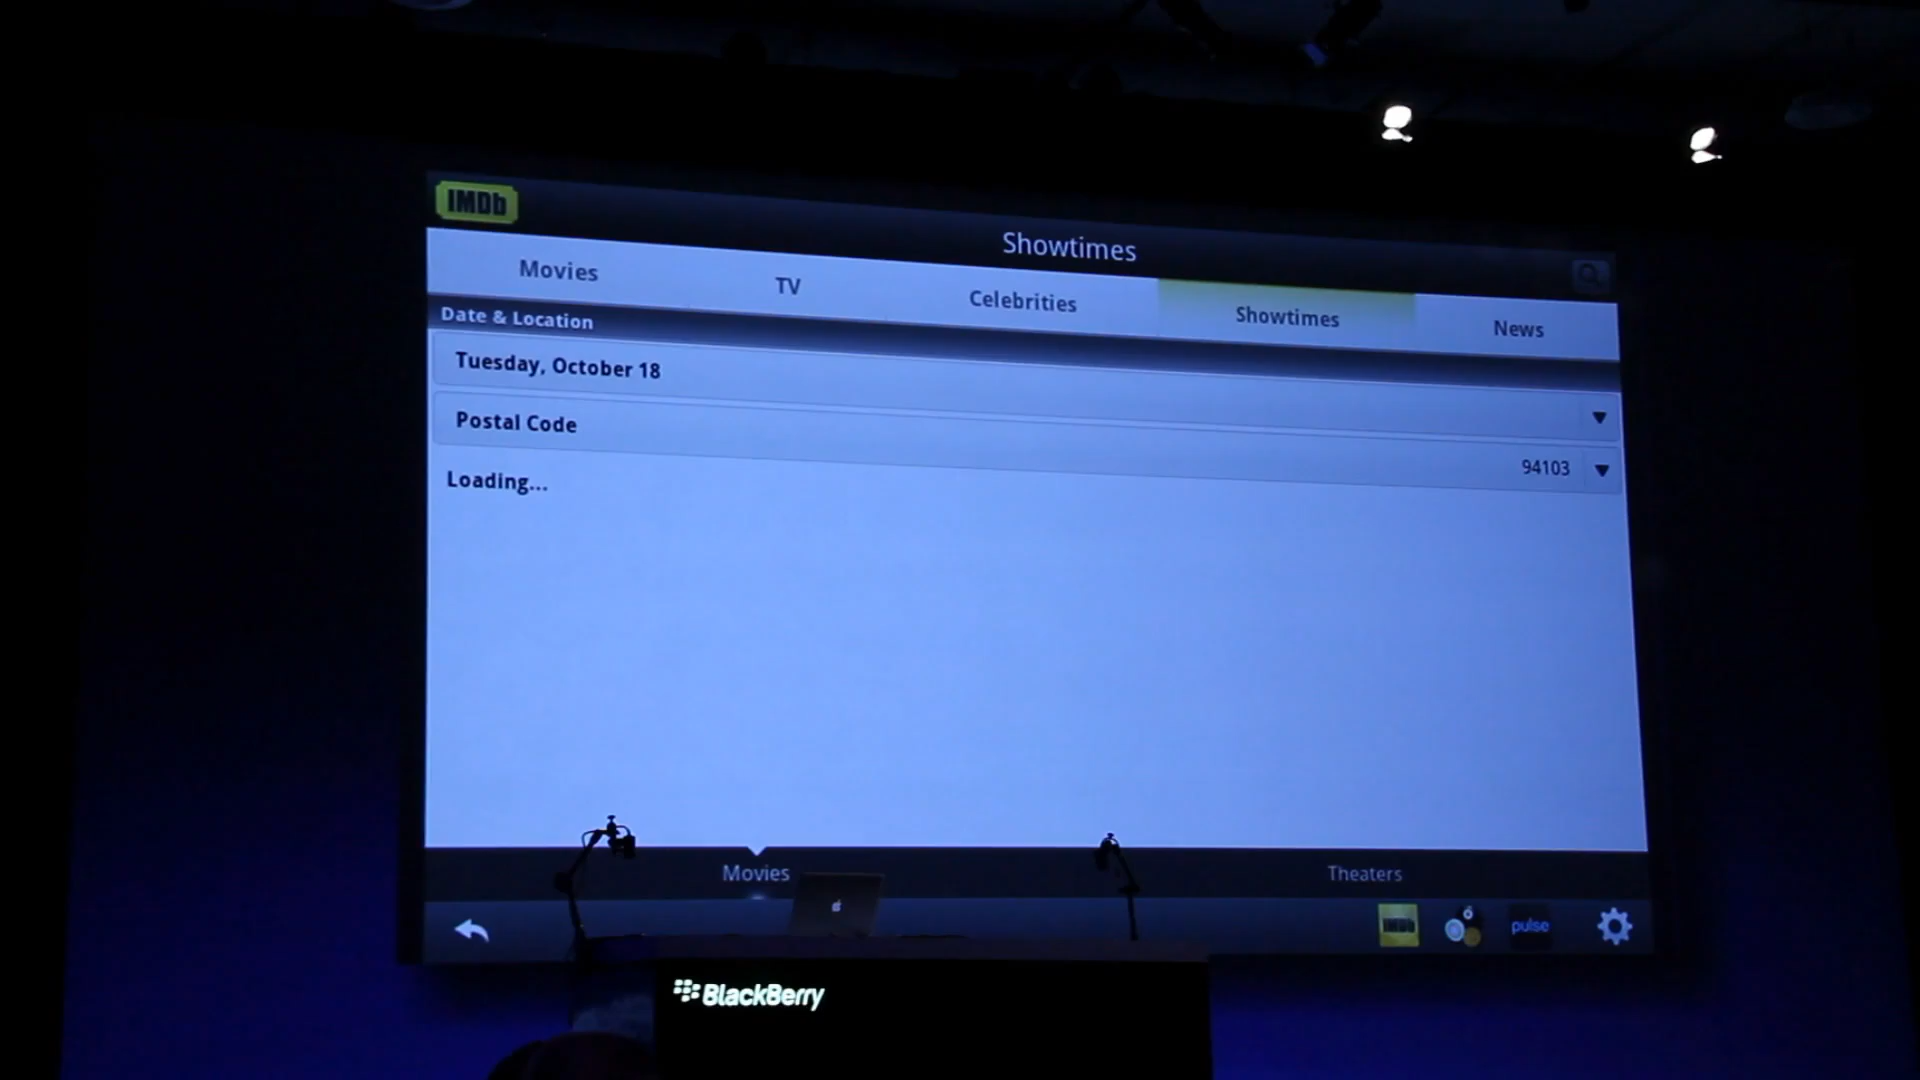 IMDb
Showtimes
Movies TV Celebrities Showtimes News
Date & Location
Tuesday, October 18
Postal Code 94103
Loading...
Movies Theaters
IMDb pulse
BlackBerry